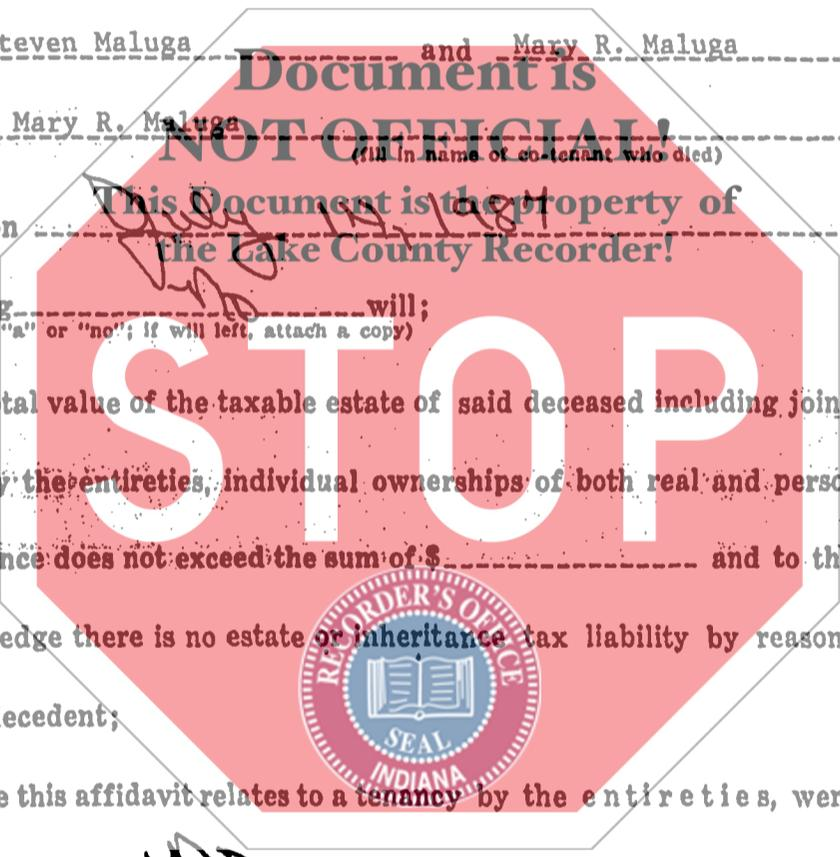 teven Maluga and Mary R. Maluga
Document is
Mary R. Maluga
NOT OFFICIAL!
(fill in name of co-tenant who died)
This Document is the property of
n July 14, 1984
the Lake County Recorder!
g no will;
"a" or "no"; if will left, attach a copy)
STOP
tal value of the taxable estate of said deceased including join
y the entireties, individual ownerships of both real and perso
nce does not exceed the sum of $ and to th
RECORDER'S OFFICE
edge there is no estate or inheritance tax liability by reason
ecedent;
SEAL
INDIANA
e this affidavit relates to a tenancy by the entireties, wer